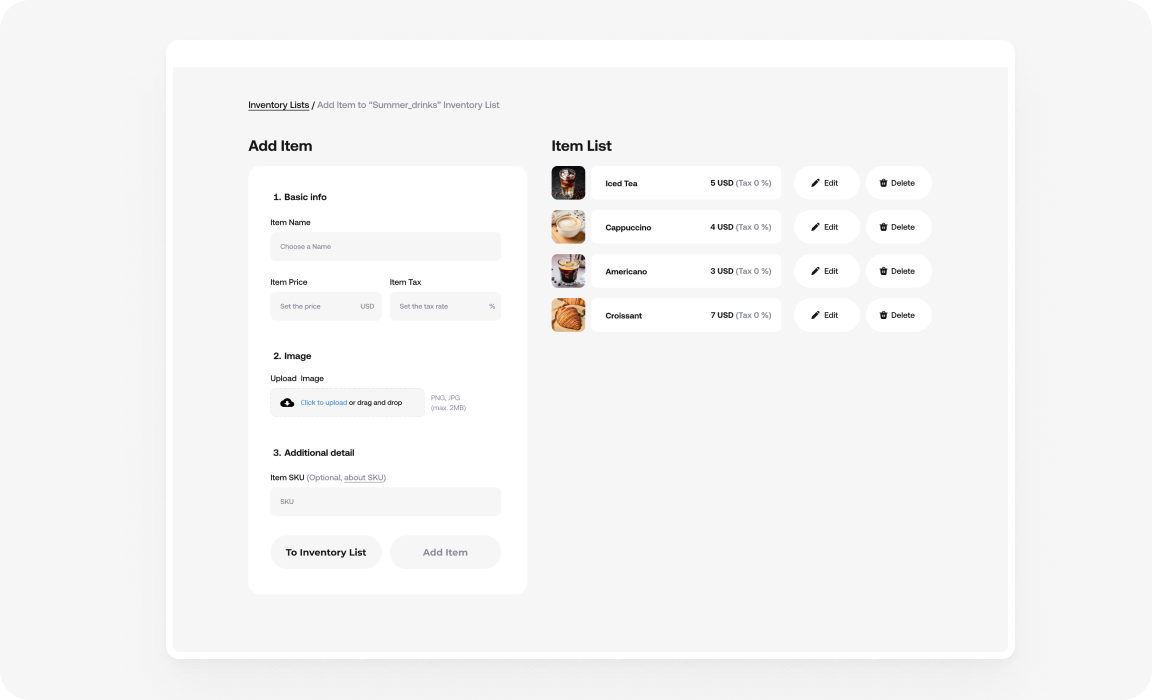 Inventory Lists / Add Item to “Summer_drinks” Inventory List
Add Item
1. Basic info
Item Name
Choose a Name
Item Price Item Tax
Set the price USD Set the tax rate %
2. Image
Upload Image
Click to upload or drag and drop
PNG, JPG
(max. 2MB)
3. Additional detail
Item SKU (Optional, about SKU)
SKU
To Inventory List Add Item
Item List
Iced Tea 5 USD (Tax 0 %) Edit Delete
Cappuccino 4 USD (Tax 0 %) Edit Delete
Americano 3 USD (Tax 0 %) Edit Delete
Croissant 7 USD (Tax 0 %) Edit Delete